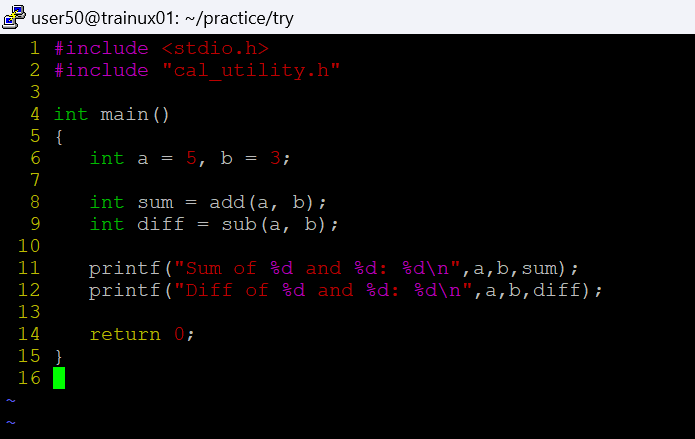 user50@trainux01: ~/practice/try
1 #include <stdio.h>
2 #include "cal_utility.h"
3
4 int main()
5 {
6    int a = 5, b = 3;
7
8    int sum = add(a, b);
9    int diff = sub(a, b);
10
11    printf("Sum of %d and %d: %d\n",a,b,sum);
12    printf("Diff of %d and %d: %d\n",a,b,diff);
13
14    return 0;
15 }
16
~
~